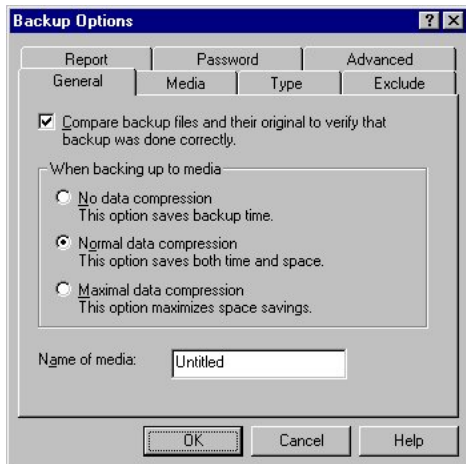 Backup Options
Report Password Advanced
General Media Type Exclude
Compare backup files and their original to verify that
backup was done correctly.
When backing up to media
No data compression
This option saves backup time.
Normal data compression
This option saves both time and space.
Maximal data compression
This option maximizes space savings.
Name of media: Untitled
OK Cancel Help